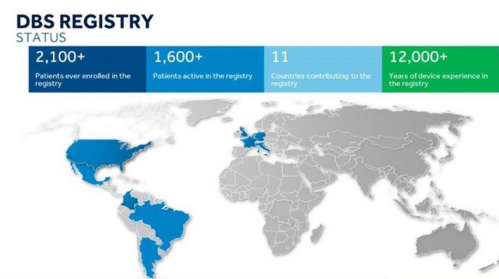 DBS REGISTRY
STATUS
2,100+
Patients ever enrolled in the
registry
1,600+
Patients active in the registry
11
Countries contributing to the
registry
12,000+
Years of device experience in
the registry